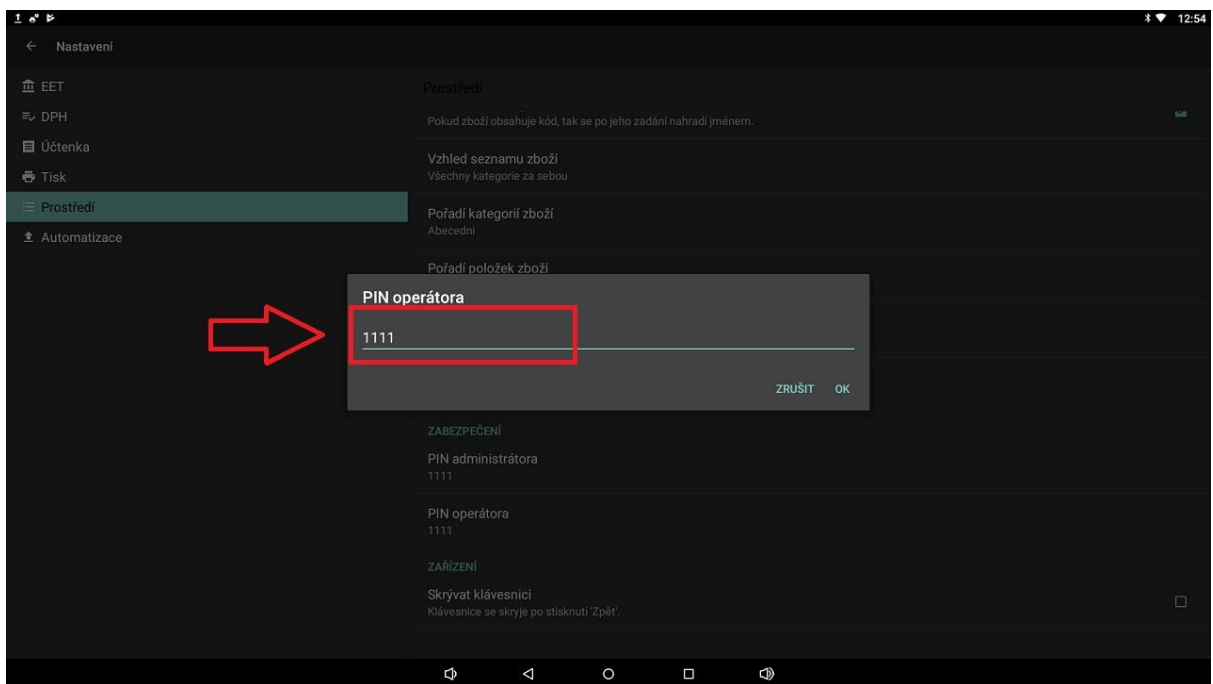 12:54
Nastavení
EET
DPH
Účtenka
Tisk
Prostředí
Automatizace
Prostředí
Pokud zboží obsahuje kód, tak se po jeho zadání nahradí jménem.
Vzhled seznamu zboží
Všechny kategorie za sebou
Pořadí kategorií zboží
Abecední
Pořadí položek zboží
PIN operátora
1111
ZRUŠIT OK
ZABEZPEČENÍ
PIN administrátora
1111
PIN operátora
1111
ZAŘÍZENÍ
Skrývat klávesnici
Klávesnice se skryje po stisknutí 'Zpět'.